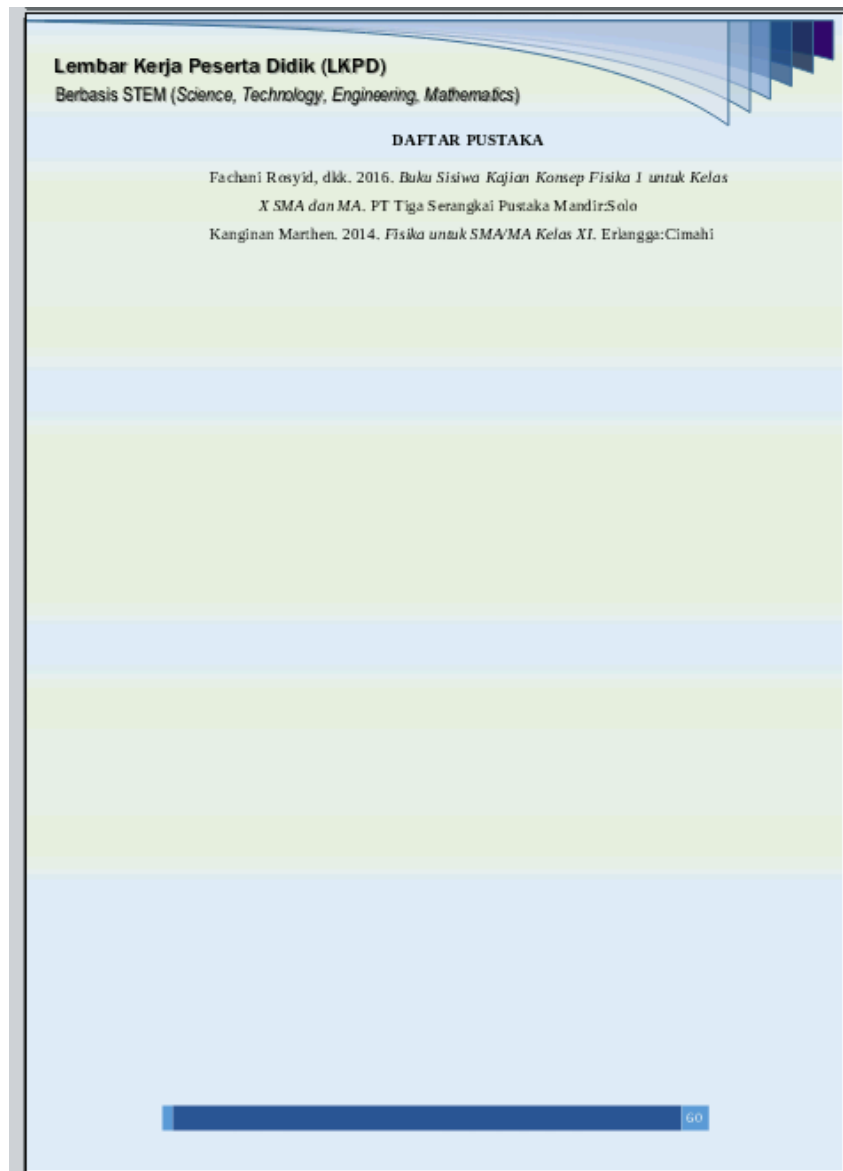 Lembar Kerja Peserta Didik (LKPD)
Berbasis STEM (Science, Technology, Engineering, Mathematics)
DAFTAR PUSTAKA
Fachani Rosyid, dkk. 2016. Buku Sisiwa Kajian Konsep Fisika 1 untuk Kelas
X SMA dan MA. PT Tiga Serangkai Pustaka Mandir:Solo
Kanginan Marthen. 2014. Fisika untuk SMA/MA Kelas XI. Erlangga:Cimahi
60